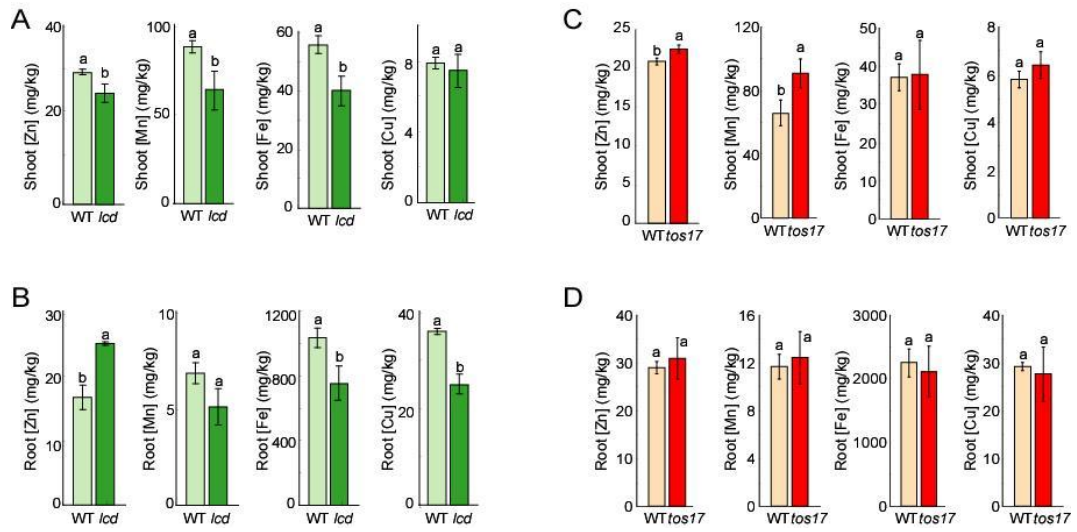 A
Shoot [Zn] (mg/kg)
40
30
20
0
a
b
WT lcd
Shoot [Mn] (mg/kg)
100
50
0
a
b
WT lcd
Shoot [Fe] (mg/kg)
60
40
20
0
a
b
WT lcd
Shoot [Cu] (mg/kg)
8
4
0
a
a
WT lcd
C
Shoot [Zn] (mg/kg)
25
20
15
10
5
0
b
a
WT tos17
Shoot [Mn] (mg/kg)
120
80
40
0
b
a
WT tos17
Shoot [Fe] (mg/kg)
50
40
30
20
10
0
a
a
WT tos17
Shoot [Cu] (mg/kg)
8
6
4
2
0
a
a
WT tos17
B
Root [Zn] (mg/kg)
30
20
10
0
b
a
WT lcd
Root [Mn] (mg/kg)
10
5
0
a
a
WT lcd
Root [Fe] (mg/kg)
1200
800
400
0
a
b
WT lcd
Root [Cu] (mg/kg)
40
20
0
a
b
WT lcd
D
Root [Zn] (mg/kg)
40
30
20
10
0
a
a
WT tos17
Root [Mn] (mg/kg)
16
12
8
4
0
a
a
WT tos17
Root [Fe] (mg/kg)
3000
2000
1000
0
a
a
WT tos17
Root [Cu] (mg/kg)
40
30
20
10
0
a
a
WT tos17